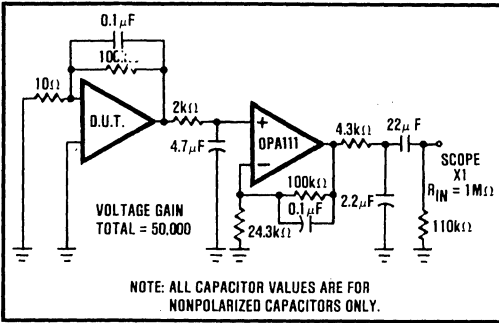 0.1µF
100k
10Ω
D.U.T.
2kΩ
4.7µF
+
OPA111
−
100kΩ
0.1µF
24.3kΩ
4.3kΩ
22µF
2.2µF
SCOPE
X1
RIN = 1MΩ
110kΩ
VOLTAGE GAIN
TOTAL = 50,000
NOTE: ALL CAPACITOR VALUES ARE FOR
NONPOLARIZED CAPACITORS ONLY.